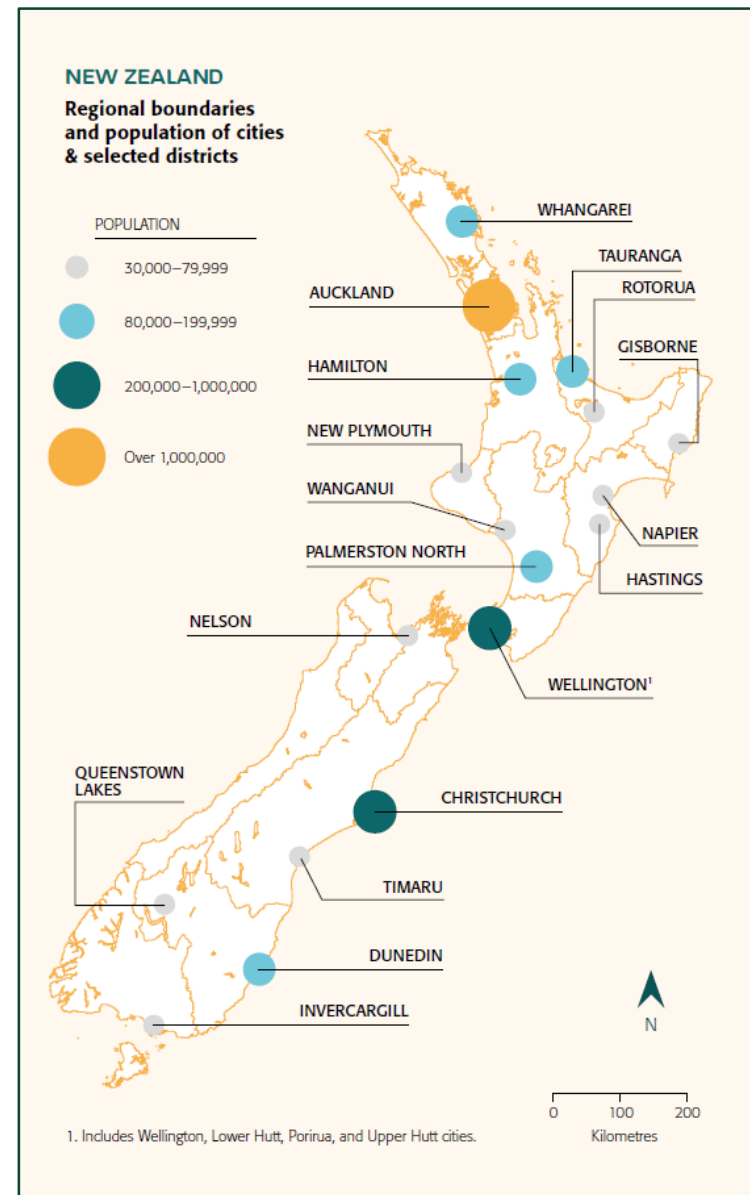 NEW ZEALAND
Regional boundaries
and population of cities
& selected districts
POPULATION
30,000–79,999
80,000–199,999
200,000–1,000,000
Over 1,000,000
WHANGAREI
TAURANGA
ROTORUA
AUCKLAND
GISBORNE
HAMILTON
NEW PLYMOUTH
WANGANUI
NAPIER
PALMERSTON NORTH
HASTINGS
NELSON
WELLINGTON¹
QUEENSTOWN
LAKES
CHRISTCHURCH
TIMARU
DUNEDIN
INVERCARGILL
N
0 100 200
Kilometres
1. Includes Wellington, Lower Hutt, Porirua, and Upper Hutt cities.